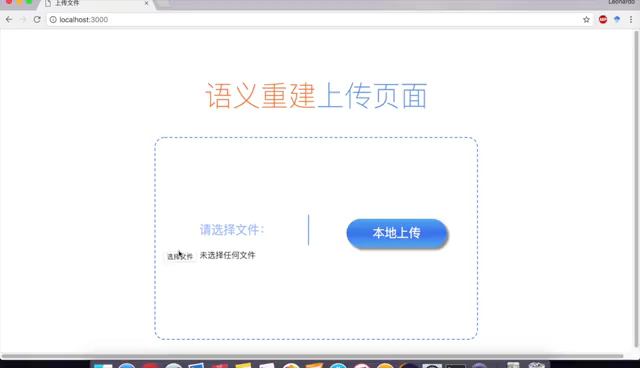 上传文件
Leonardo
localhost:3000
语义重建上传页面
请选择文件：
本地上传
选择文件 未选择任何文件